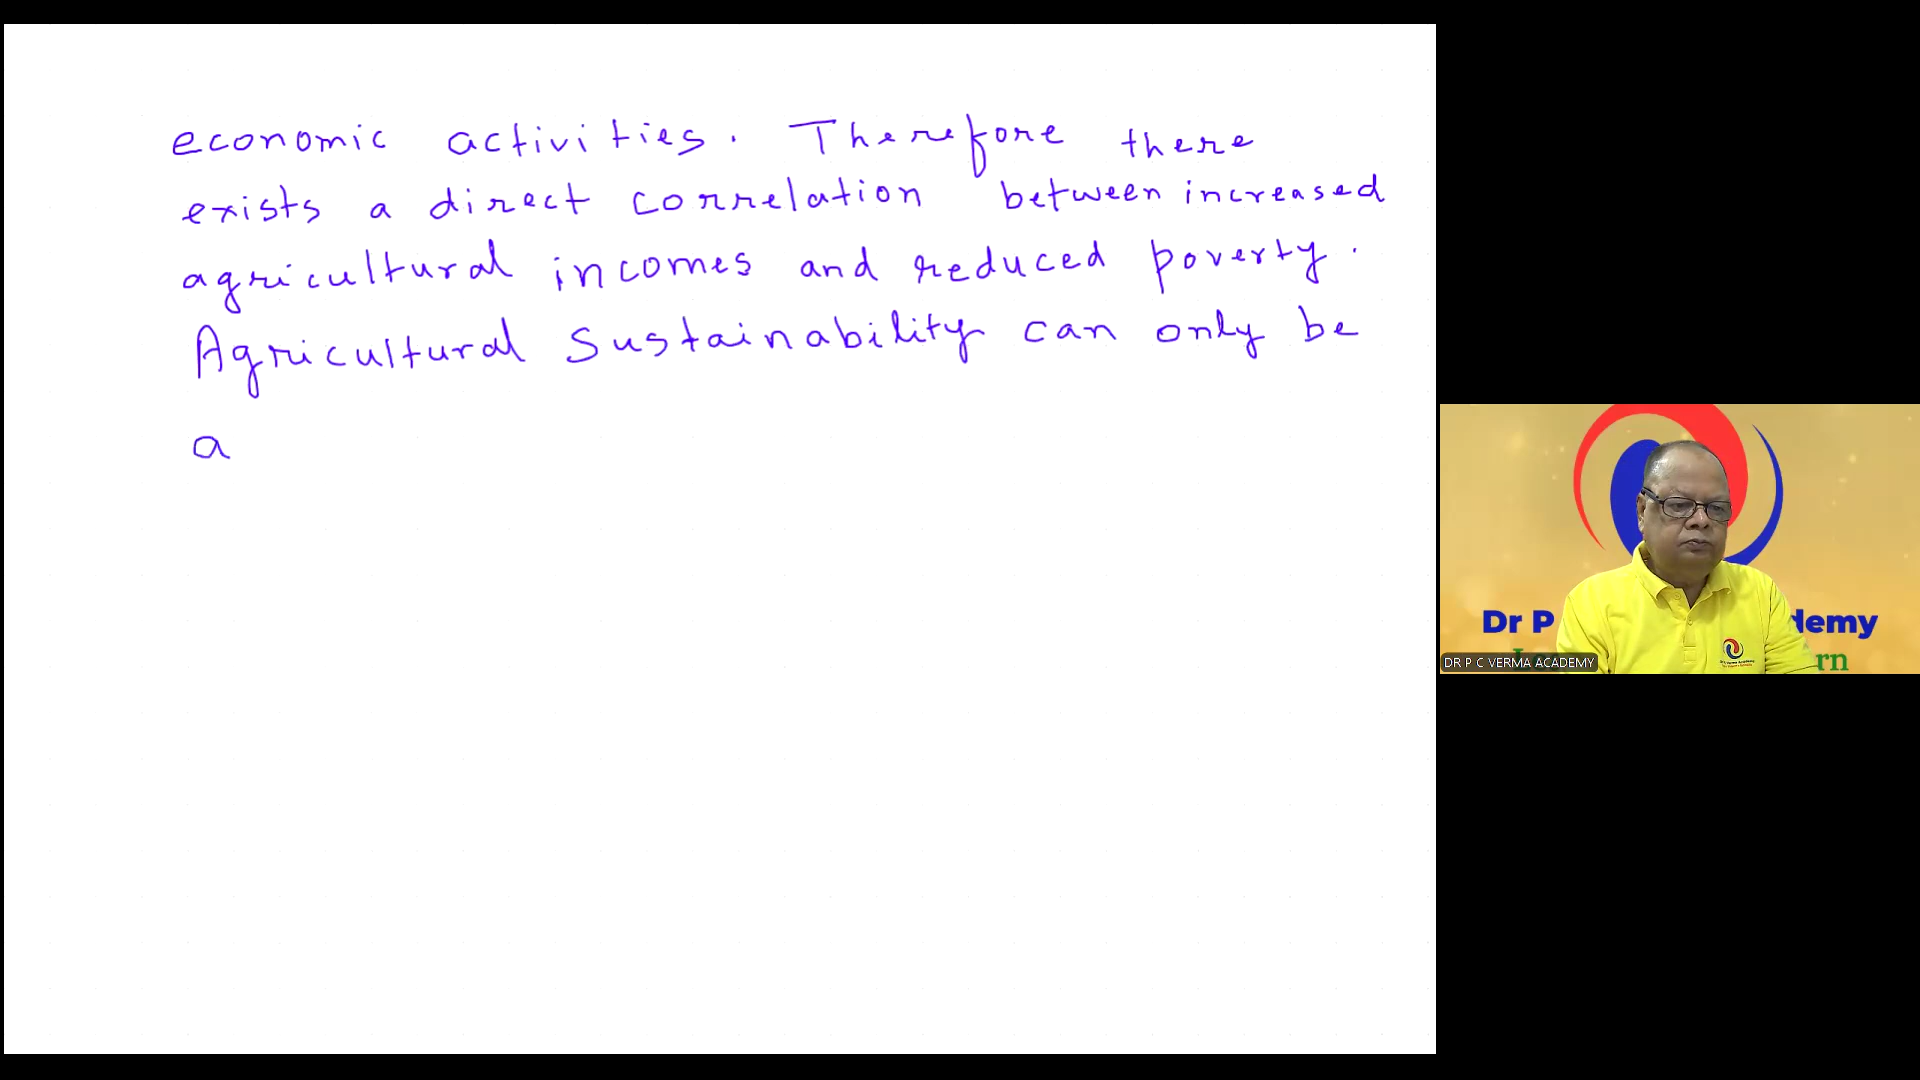 economic activities. Therefore there
exists a direct correlation between increased
agricultural incomes and reduced poverty.
Agricultural Sustainability can only be
a
Dr P demy
rn
DR P C VERMA ACADEMY